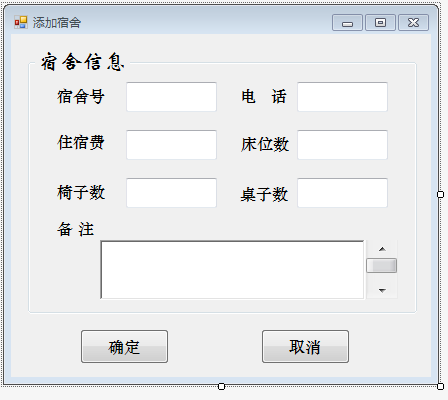 添加宿舍
宿舍信息
宿舍号 电 话
住宿费 床位数
椅子数 桌子数
备 注
确定 取消